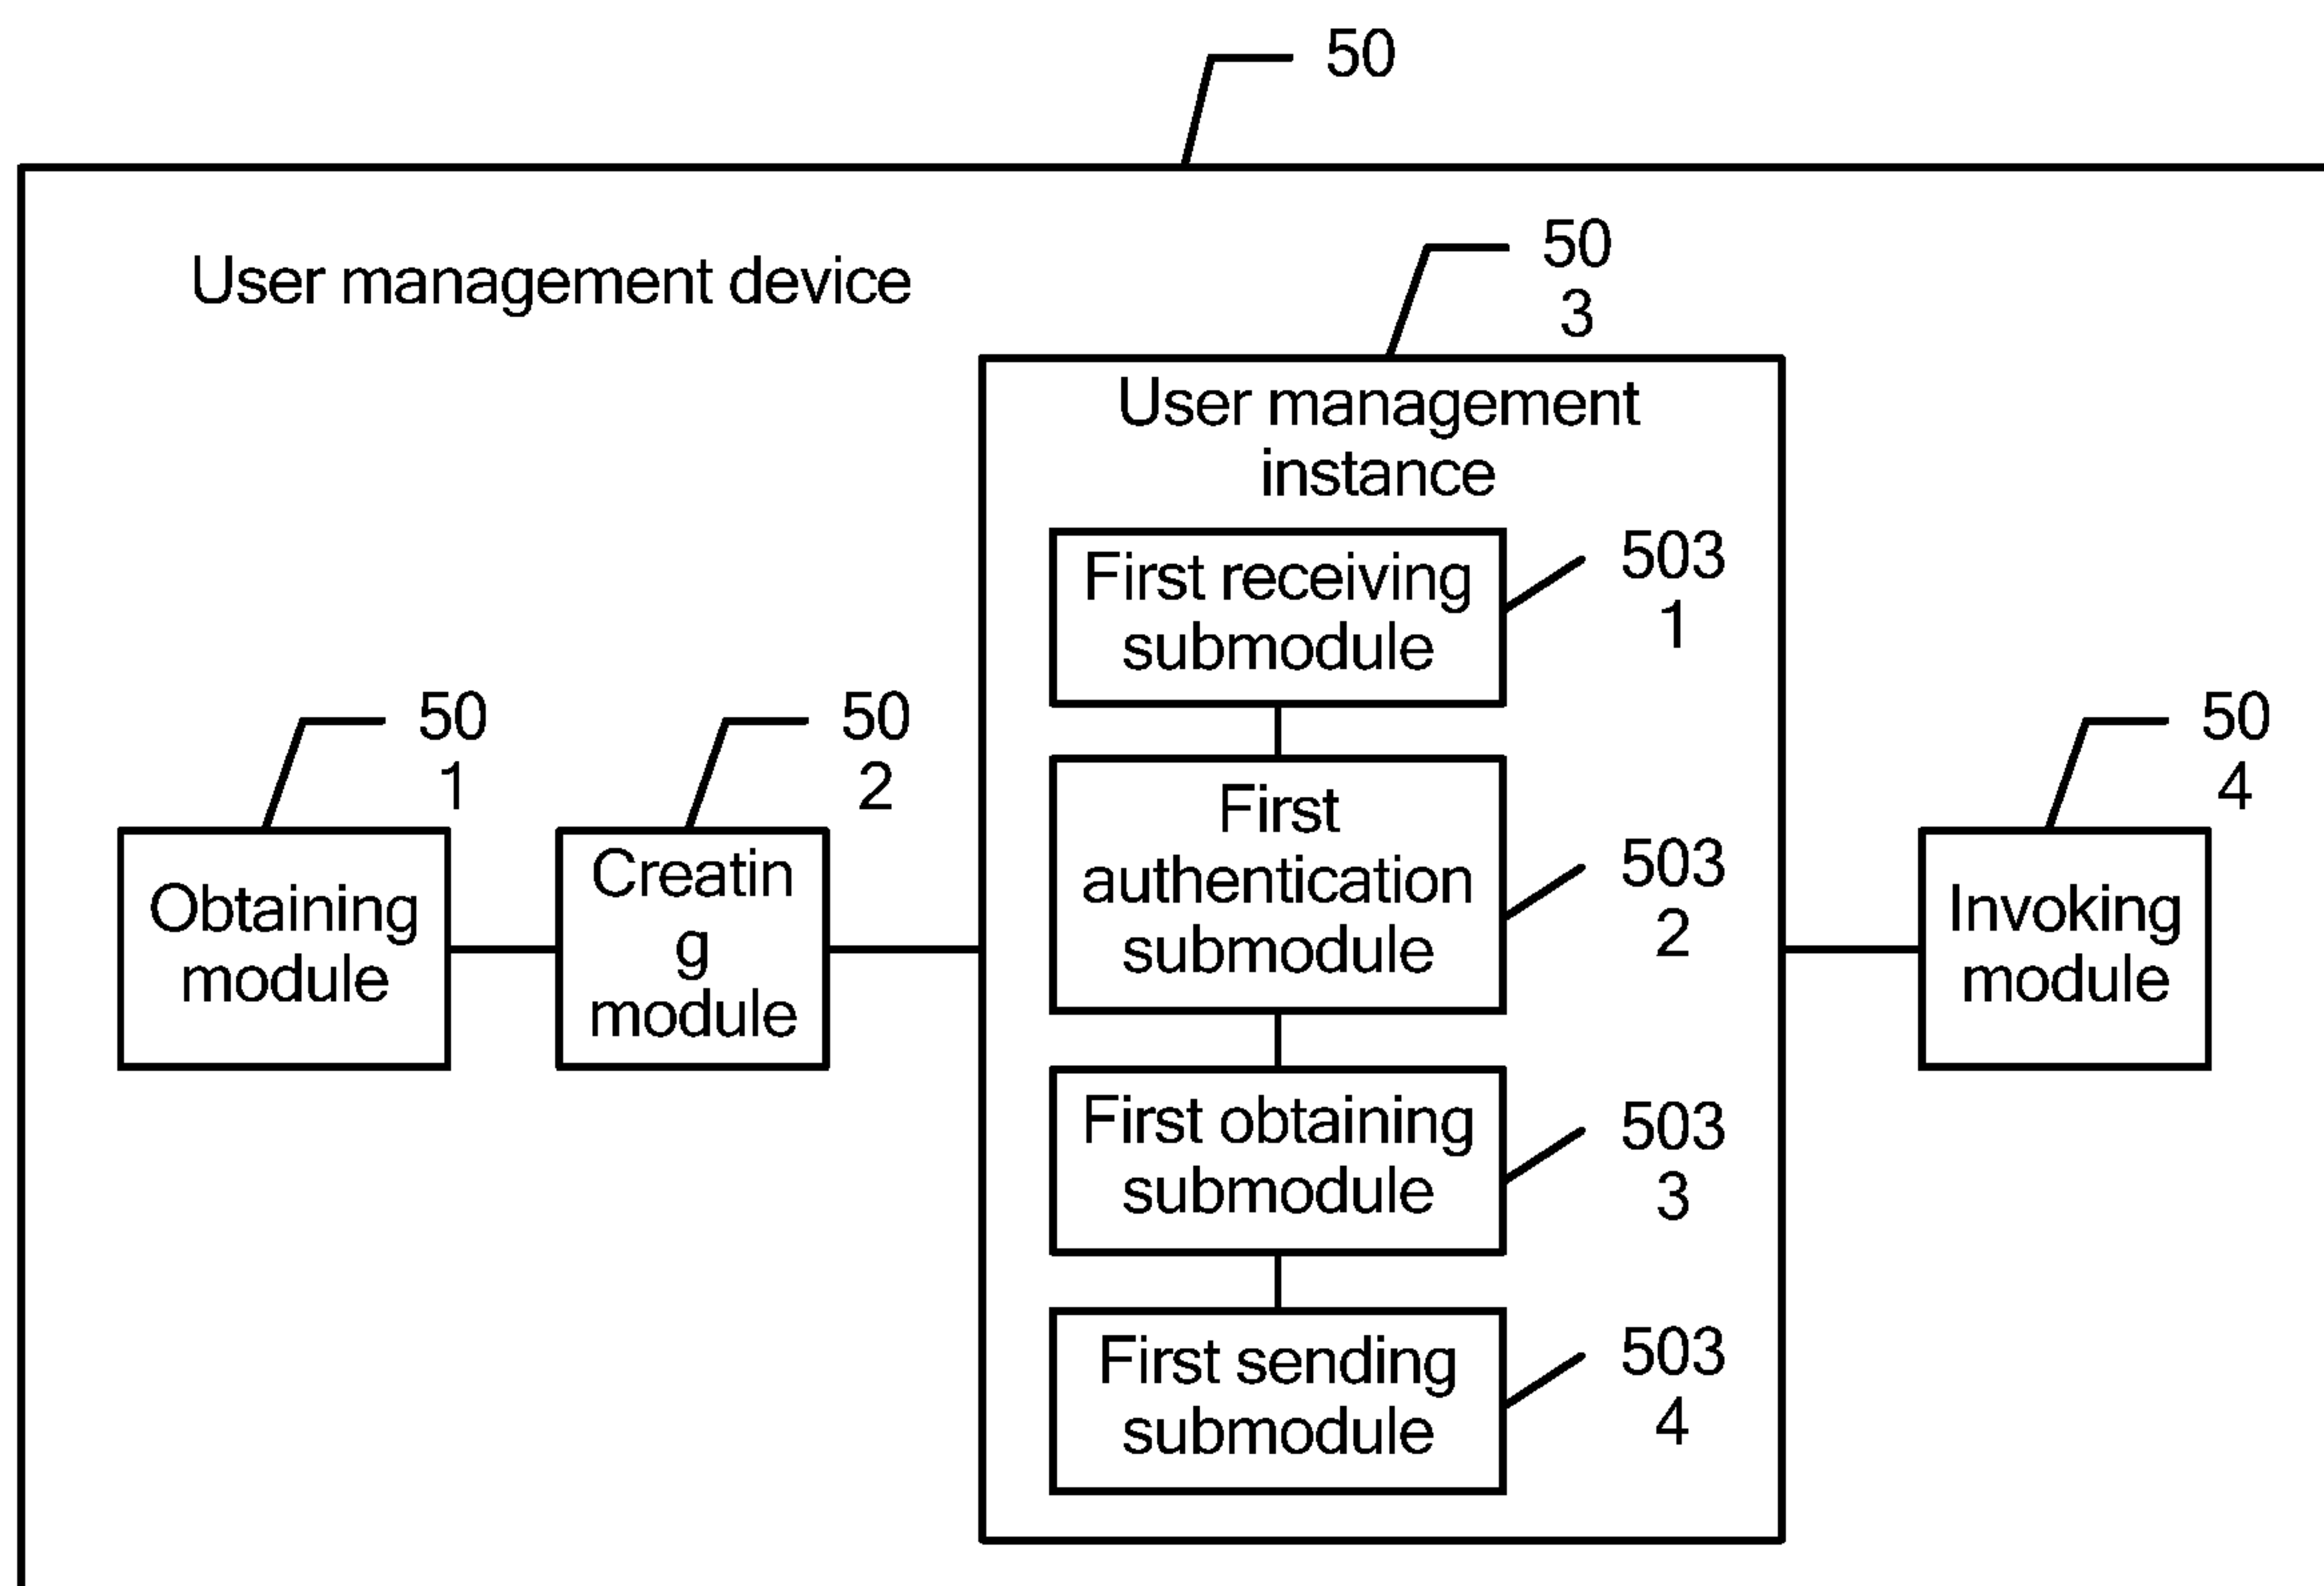 50
User management device
50
3
User management
instance
First receiving
submodule
503
1
First
authentication
submodule
503
2
First obtaining
submodule
503
3
First sending
submodule
503
4
50
1
Obtaining
module
50
2
Creatin
g
module
50
4
Invoking
module